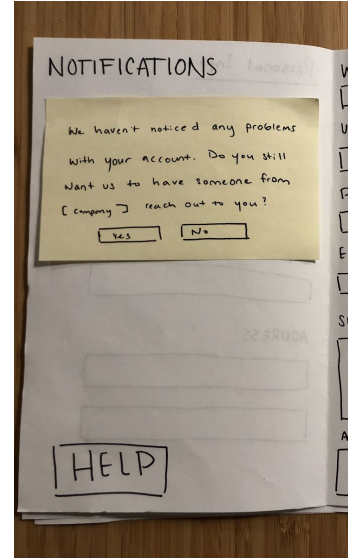 NOTIFICATIONS
We haven't noticed any problems
with your account. Do you still
want us to have someone from
[company] reach out to you?
Yes No
HELP
ADDRESS